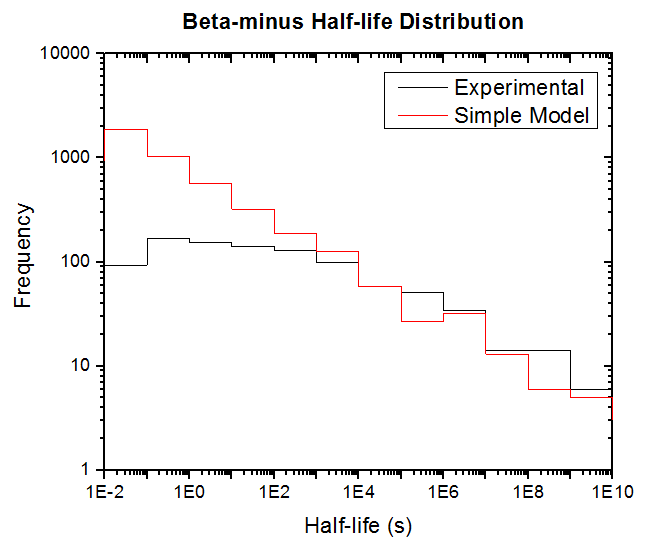 Beta-minus Half-life Distribution
Experimental
Simple Model
Frequency
10000
1000
100
10
1
1E-2
1E0
1E2
1E4
1E6
1E8
1E10
Half-life (s)